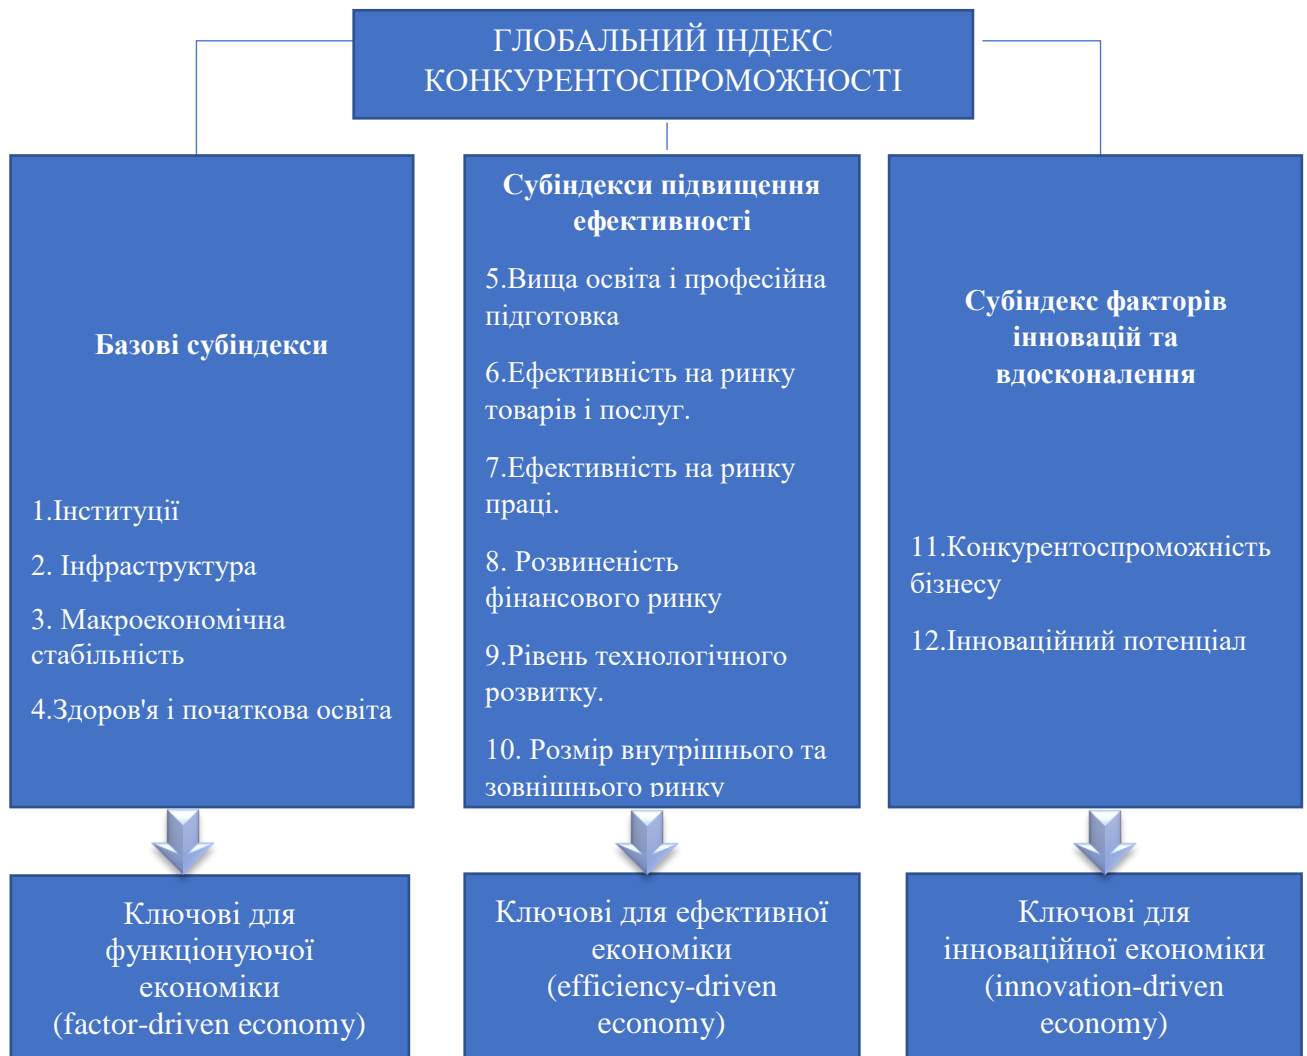 ГЛОБАЛЬНИЙ ІНДЕКС
КОНКУРЕНТОСПРОМОЖНОСТІ
Базові субіндекси
1.Інституції
2. Інфраструктура
3. Макроекономічна
стабільність
4.Здоров'я і початкова освіта
Субіндекси підвищення
ефективності
5.Вища освіта і професійна
підготовка
6.Ефективність на ринку
товарів і послуг.
7.Ефективність на ринку
праці.
8. Розвиненість
фінансового ринку
9.Рівень технологічного
розвитку.
10. Розмір внутрішнього та
зовнішнього ринку
Субіндекс факторів
інновацій та
вдосконалення
11.Конкурентоспроможність
бізнесу
12.Інноваційний потенціал
Ключові для
функціонуючої
економіки
(factor-driven economy)
Ключові для ефективної
економіки
(efficiency-driven
economy)
Ключові для
інноваційної економіки
(innovation-driven
economy)